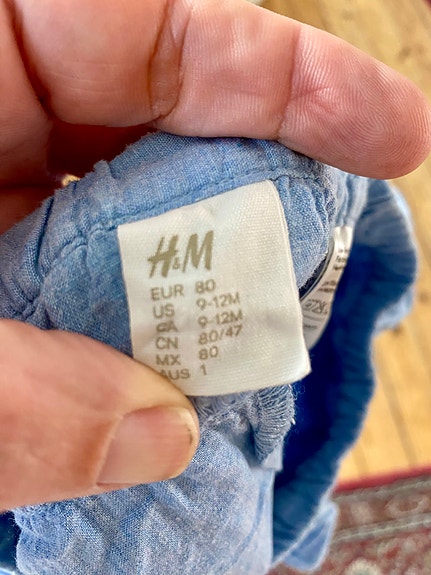 H&M
EUR 80
US 9-12M
CA 9-12M
CN 80/47
MX 80
AUS 1